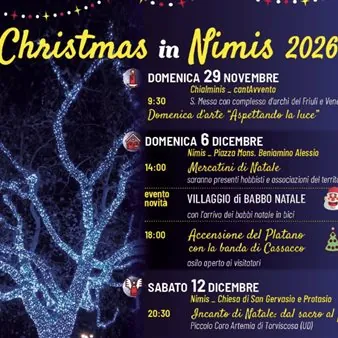 Christmas in Nimis 2026
DOMENICA 29 NOVEMBRE
Chialminis _ cantAvvento
9:30 S. Messa con complesso d'archi del Friuli e
Domenica d'arte "Aspettando la luce"
DOMENICA 6 DICEMBRE
Nimis _ Piazza Mons. Beniamino Alessio
14:00 Mercatini di Natale
saranno presenti hobbisti e associazioni del
evento VILLAGGIO di BABBO NATALE
novità con l'arrivo dei babbi natale in bici
18:00 Accensione del Platano
con la banda di Cassacco
asilo aperto ai visitatori
SABATO 12 DICEMBRE
Nimis _ Chiesa di San Gervasio e Protasio
20:30 Incanto di Natale: dal sacro al
Piccolo Coro Artemia di Torviscosa (UD)